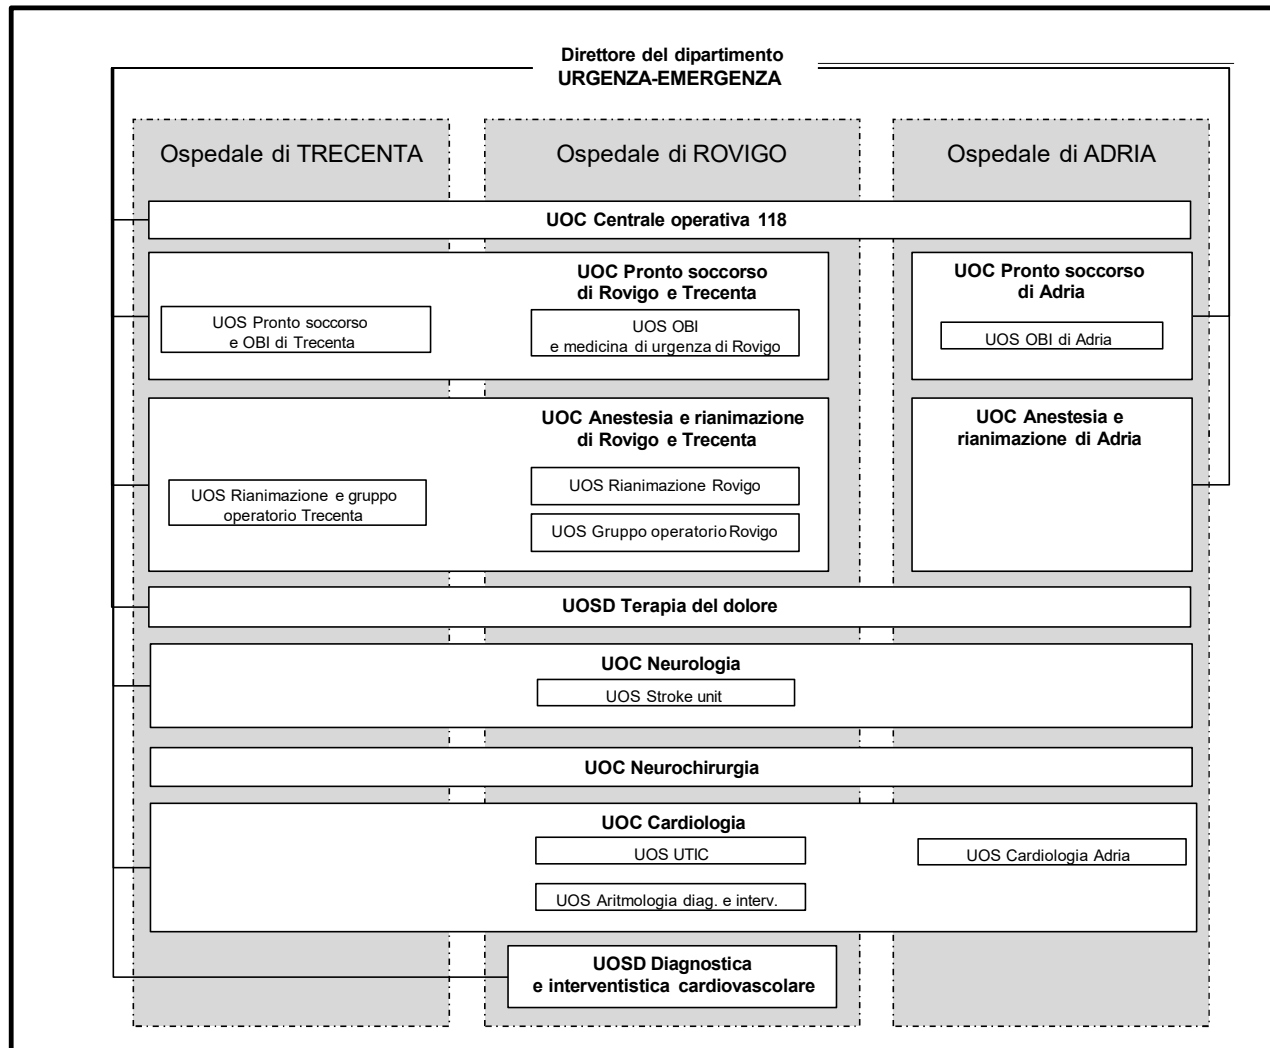 Direttore del dipartimento
URGENZA-EMERGENZA
Ospedale di TRECENTA
Ospedale di ROVIGO
Ospedale di ADRIA
UOC Centrale operativa 118
UOC Pronto soccorso
di Rovigo e Trecenta
UOS Pronto soccorso
e OBI di Trecenta
UOS OBI
e medicina di urgenza di Rovigo
UOC Pronto soccorso
di Adria
UOS OBI di Adria
UOC Anestesia e rianimazione
di Rovigo e Trecenta
UOS Rianimazione e gruppo
operatorio Trecenta
UOS Rianimazione Rovigo
UOS Gruppo operatorio Rovigo
UOC Anestesia e
rianimazione di Adria
UOSD Terapia del dolore
UOC Neurologia
UOS Stroke unit
UOC Neurochirurgia
UOC Cardiologia
UOS UTIC
UOS Cardiologia Adria
UOS Aritmologia diag. e interv.
UOSD Diagnostica
e interventistica cardiovascolare